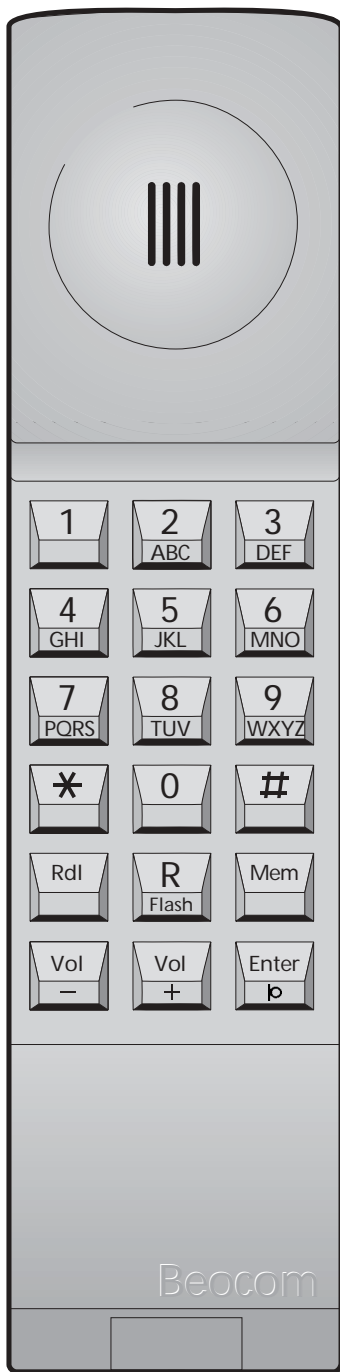 1 2 3
ABC DEF
4 5 6
GHI JKL MNO
7 8 9
PQRS TUV WXYZ
* 0 #
Rdl R Mem
Flash
Vol Vol Enter
− +
Beocom